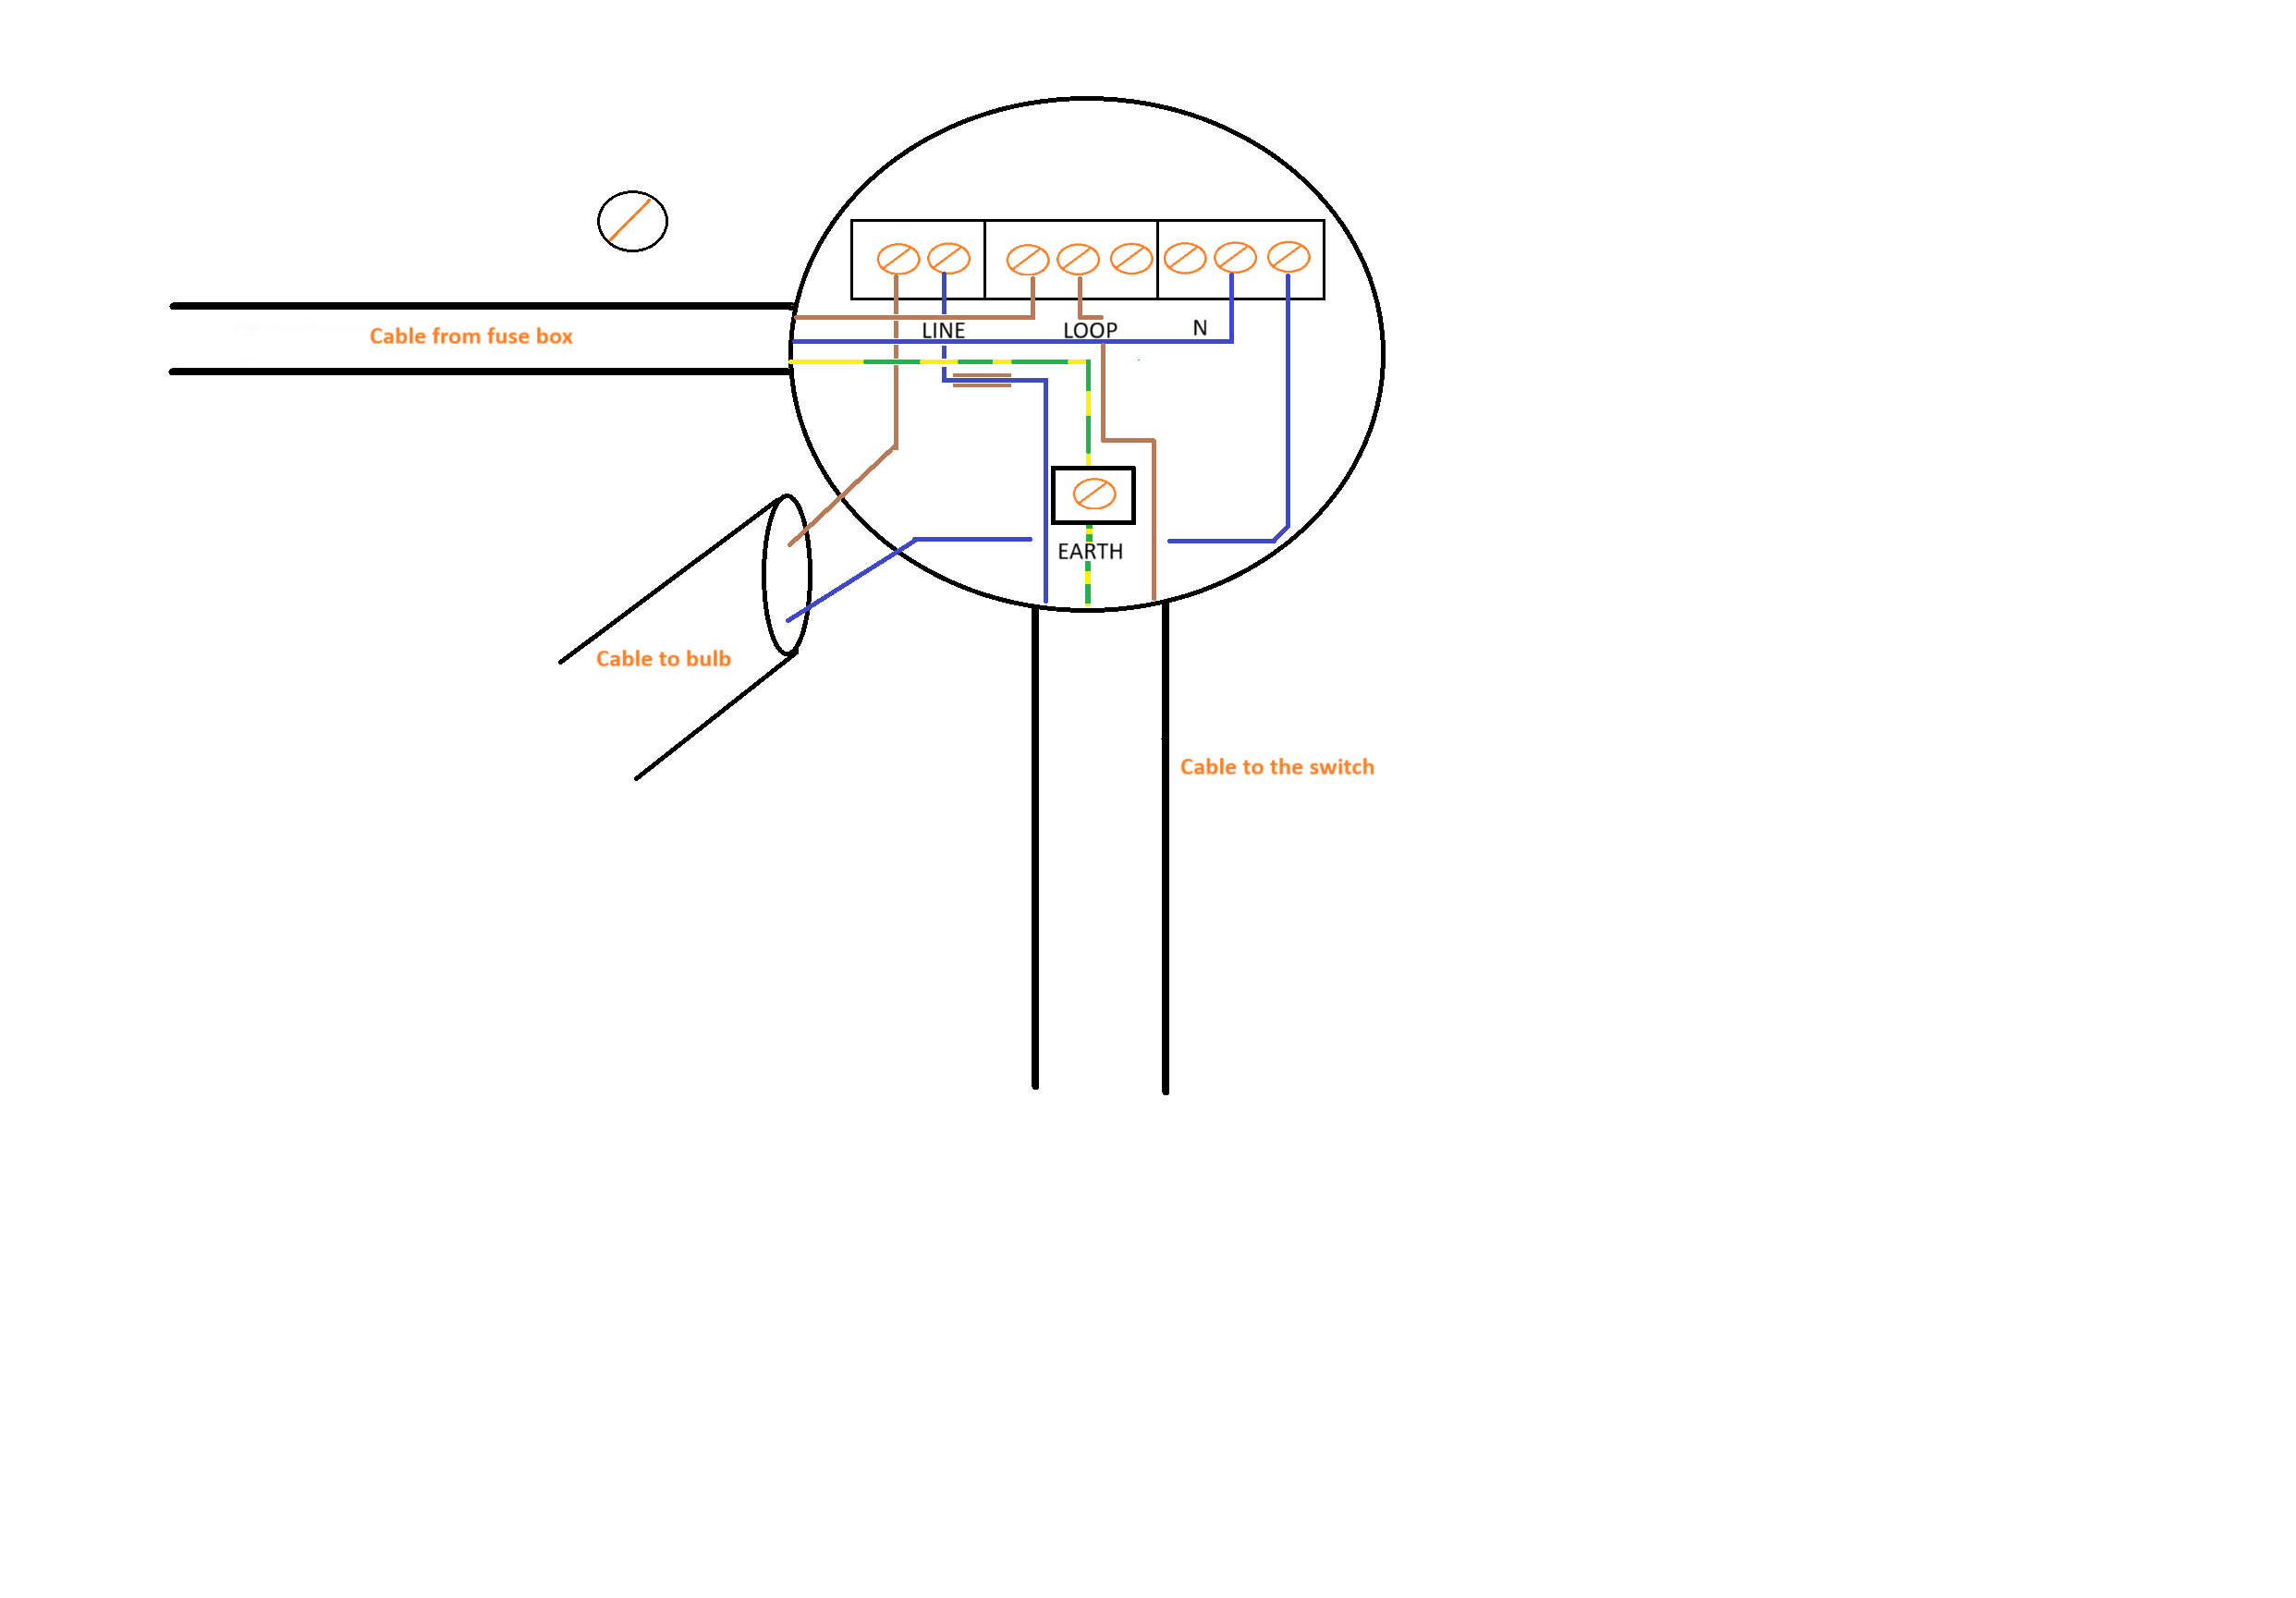 Cable from fuse box
LINE
LOOP
N
EARTH
Cable to bulb
Cable to the switch